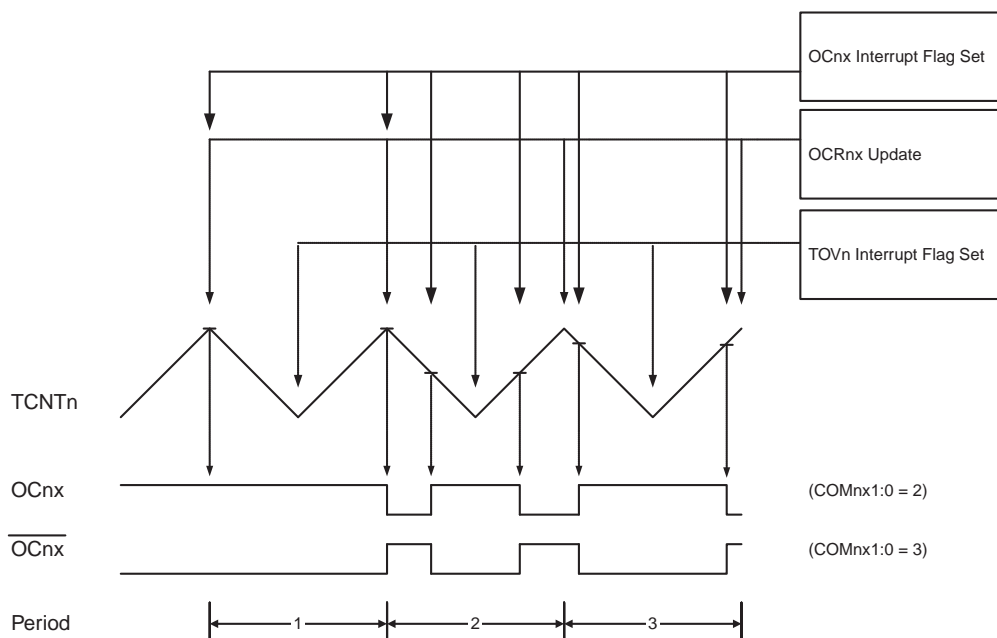 OCnx Interrupt Flag Set
OCRnx Update
TOVn Interrupt Flag Set
TCNTn
OCnx
(COMnx1:0 = 2)
OCnx
(COMnx1:0 = 3)
Period
1
2
3